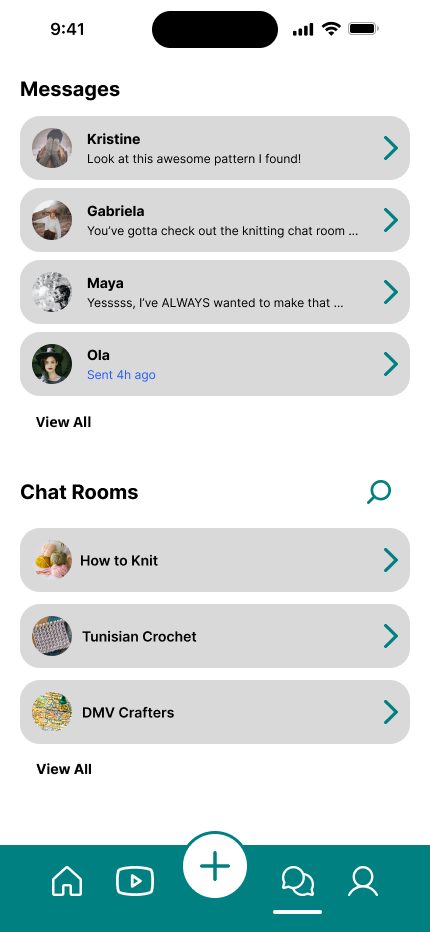 9:41
Messages
Kristine
Look at this awesome pattern I found!
Gabriela
You’ve gotta check out the knitting chat room ...
Maya
Yesssss, I’ve ALWAYS wanted to make that ...
Ola
Sent 4h ago
View All
Chat Rooms
How to Knit
Tunisian Crochet
DMV Crafters
View All